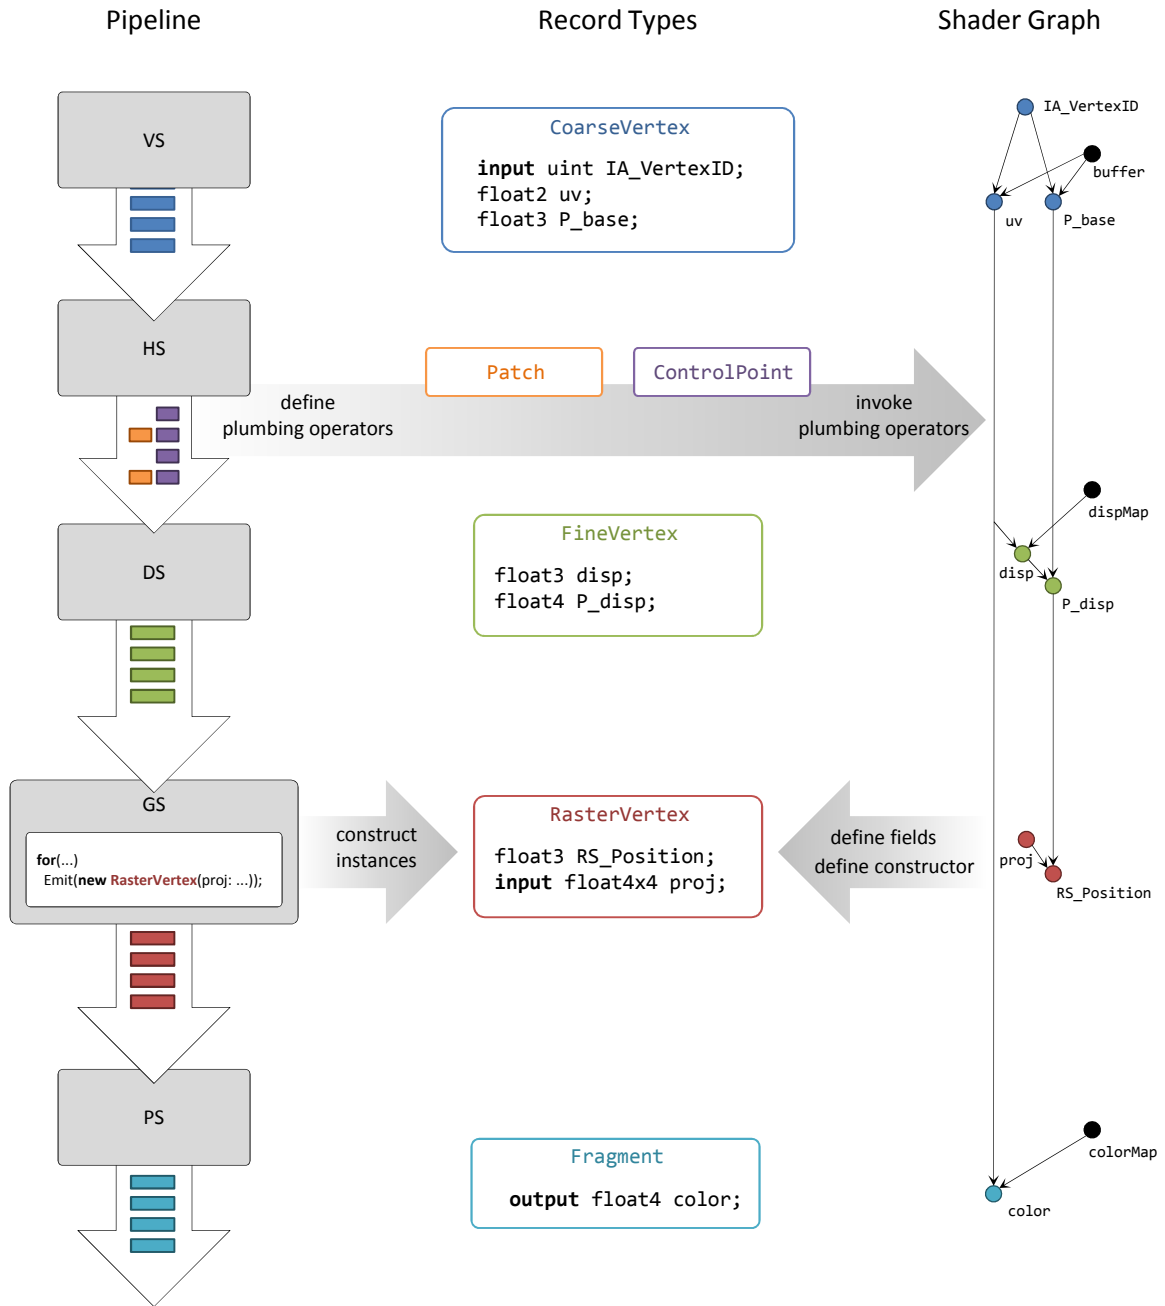 Pipeline
Record Types
Shader Graph
VS
CoarseVertex
input uint IA_VertexID;
float2 uv;
float3 P_base;
IA_VertexID
buffer
uv
P_base
HS
define
plumbing operators
Patch
ControlPoint
invoke
plumbing operators
DS
FineVertex
float3 disp;
float4 P_disp;
dispMap
disp
P_disp
GS
for(...)
Emit(new RasterVertex(proj: ...));
construct
instances
RasterVertex
float3 RS_Position;
input float4x4 proj;
define fields
define constructor
proj
RS_Position
PS
Fragment
output float4 color;
colorMap
color